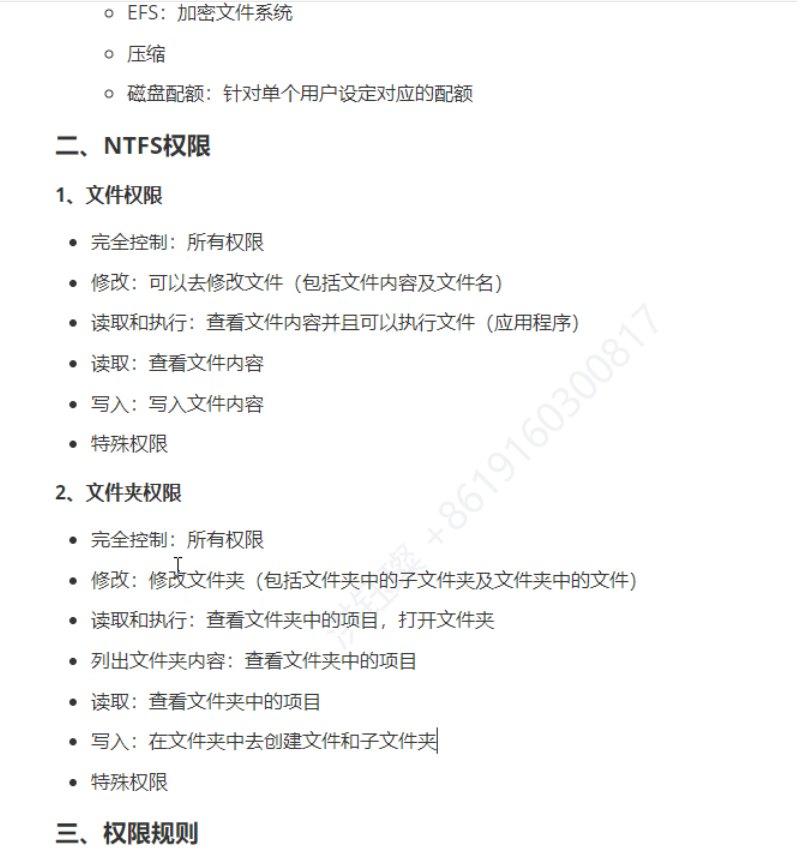 EFS：加密文件系统
压缩
磁盘配额：针对单个用户设定对应的配额
二、NTFS权限
1、文件权限
完全控制：所有权限
修改：可以去修改文件（包括文件内容及文件名）
读取和执行：查看文件内容并且可以执行文件（应用程序）
读取：查看文件内容
写入：写入文件内容
特殊权限
2、文件夹权限
完全控制：所有权限
修改：修改文件夹（包括文件夹中的子文件夹及文件夹中的文件）
读取和执行：查看文件夹中的项目，打开文件夹
列出文件夹内容：查看文件夹中的项目
读取：查看文件夹中的项目
写入：在文件夹中去创建文件和子文件夹
特殊权限
三、权限规则
+8619160300817